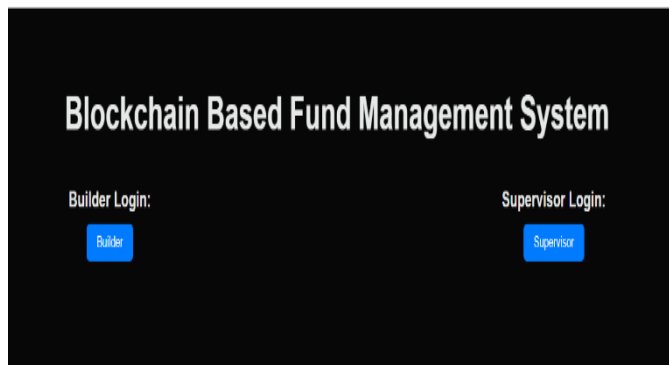 Blockchain Based Fund Management System
Builder Login:
Supervisor Login:
Builder
Supervisor